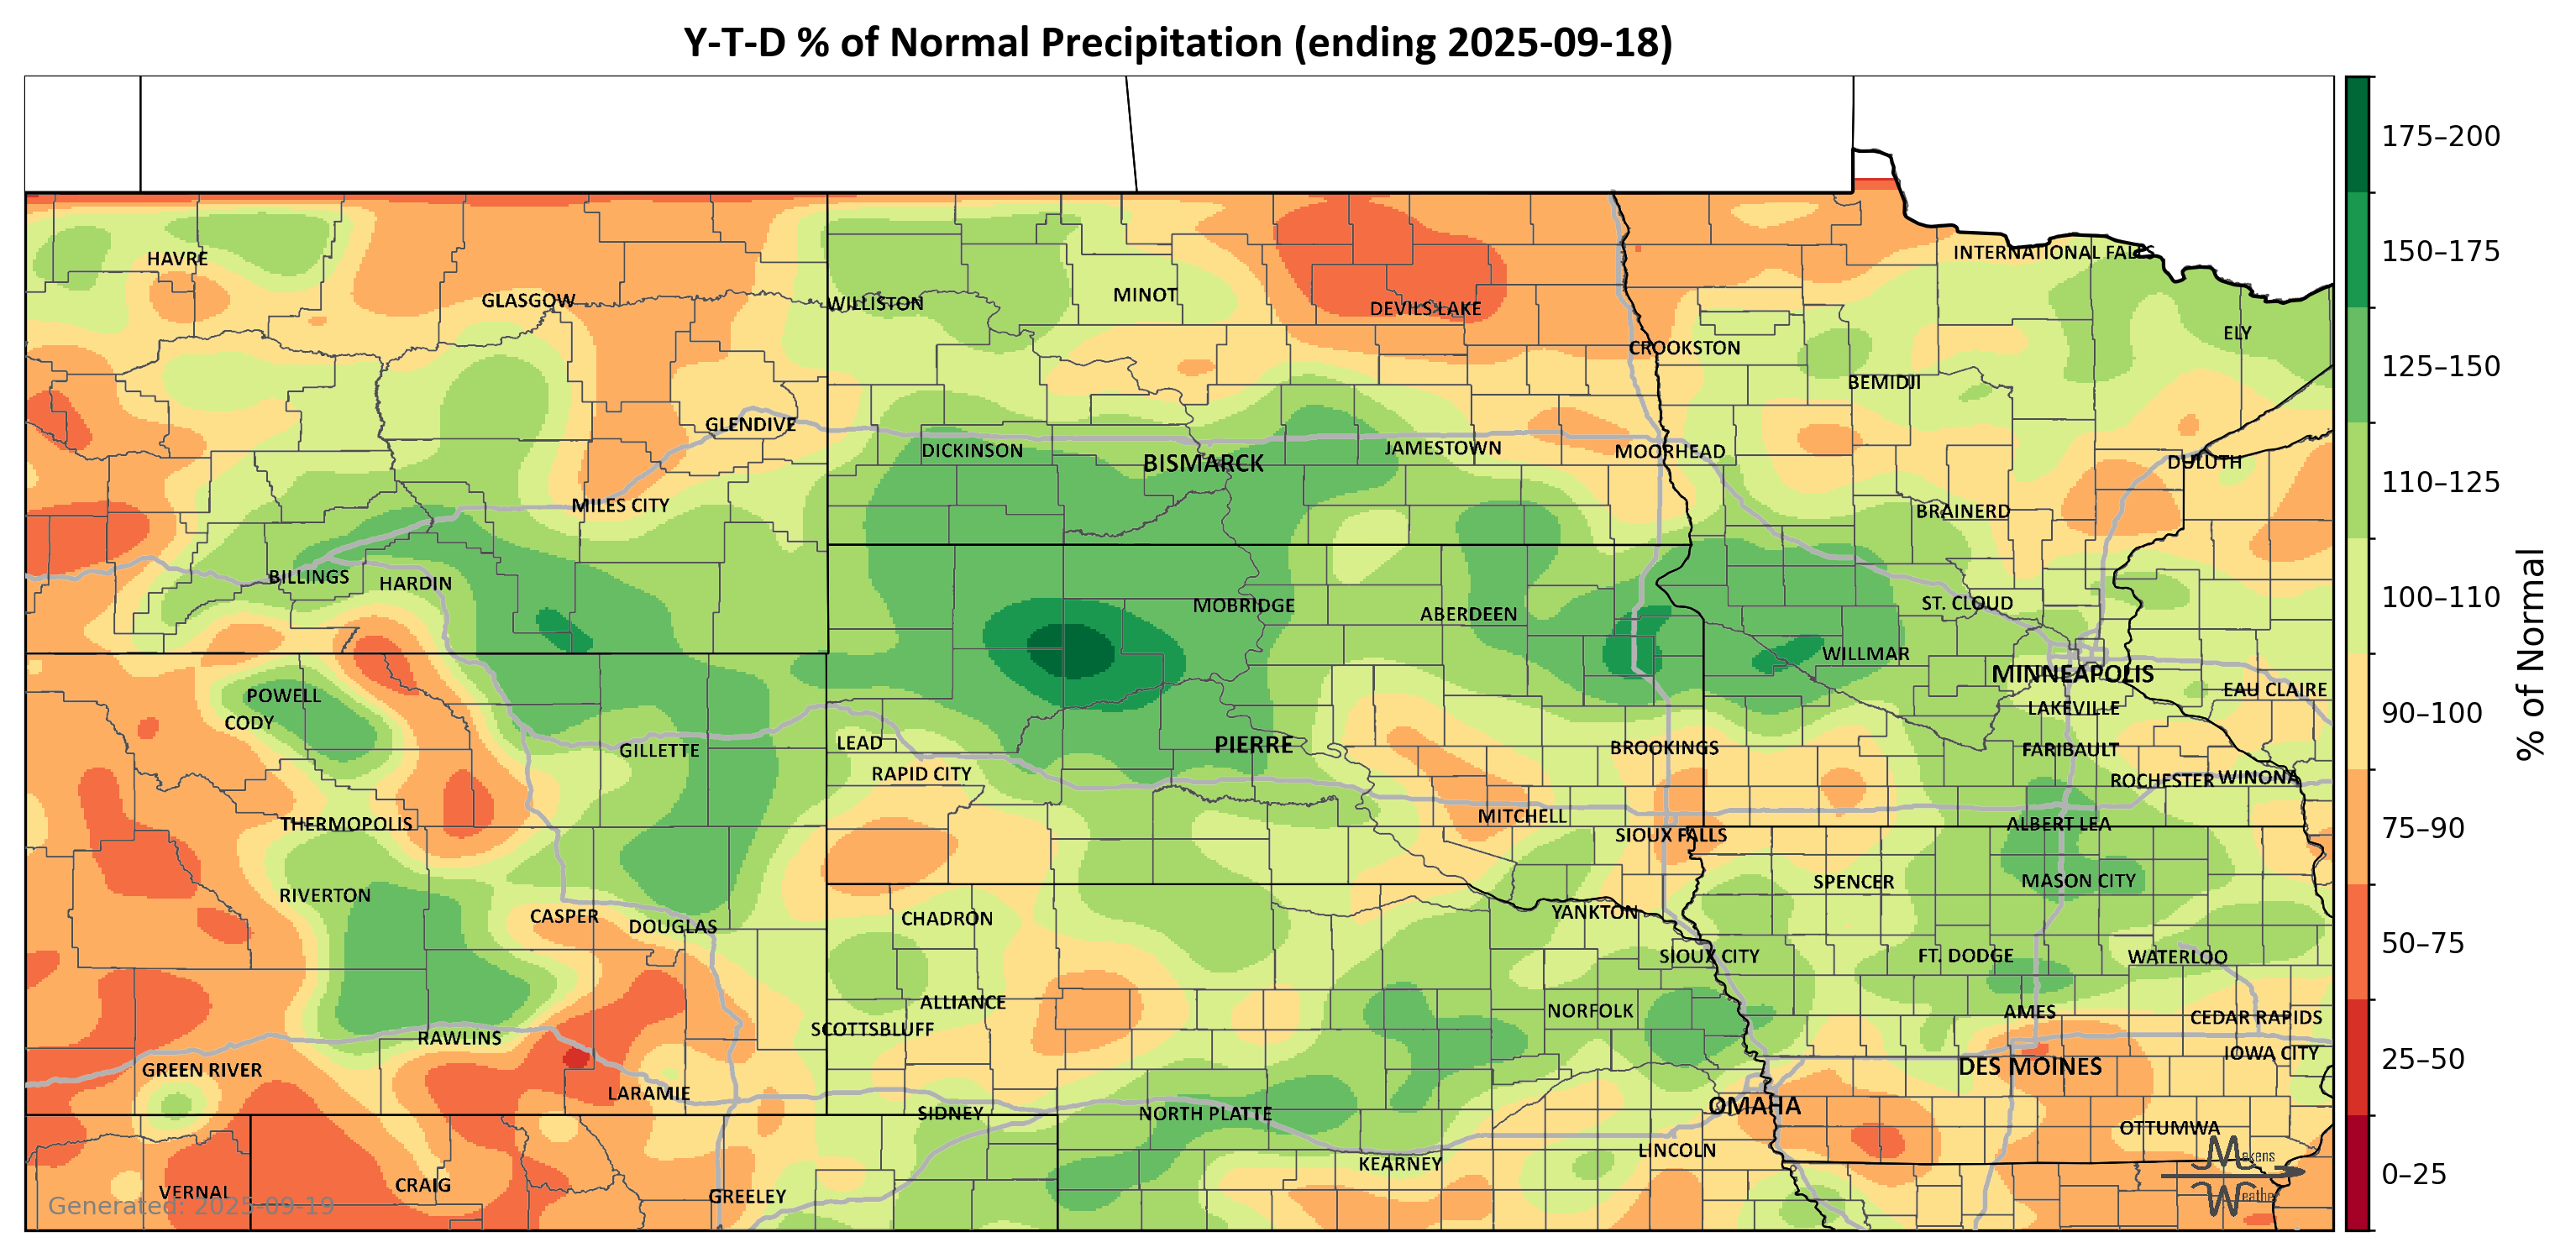 Y-T-D % of Normal Precipitation (ending 2025-09-18)
175–200
150–175
125–150
110–125
100–110
90–100
75–90
50–75
25–50
0–25
% of Normal
INTERNATIONAL FALLS
HAVRE
GLASGOW
WILLISTON
MINOT
DEVILS LAKE
ELY
CROOKSTON
BEMIDJI
GLENDIVE
DICKINSON
BISMARCK
JAMESTOWN
MOORHEAD
DULUTH
MILES CITY
BRAINERD
BILLINGS
HARDIN
MOBRIDGE
ABERDEEN
ST. CLOUD
WILLMAR
MINNEAPOLIS
POWELL
EAU CLAIRE
CODY
LAKEVILLE
GILLETTE
LEAD
PIERRE
BROOKINGS
FARIBAULT
RAPID CITY
ROCHESTER
WINONA
THERMOPOLIS
MITCHELL
ALBERT LEA
SIOUX FALLS
RIVERTON
SPENCER
MASON CITY
CASPER
DOUGLAS
CHADRON
YANKTON
SIOUX CITY
FT. DODGE
WATERLOO
ALLIANCE
NORFOLK
AMES
CEDAR RAPIDS
RAWLINS
SCOTTSBLUFF
IOWA CITY
GREEN RIVER
DES MOINES
LARAMIE
SIDNEY
NORTH PLATTE
OMAHA
OTTUMWA
LINCOLN
KEARNEY
VERNAL
CRAIG
GREELEY
Generated: 2025-09-19
Makens
Weather